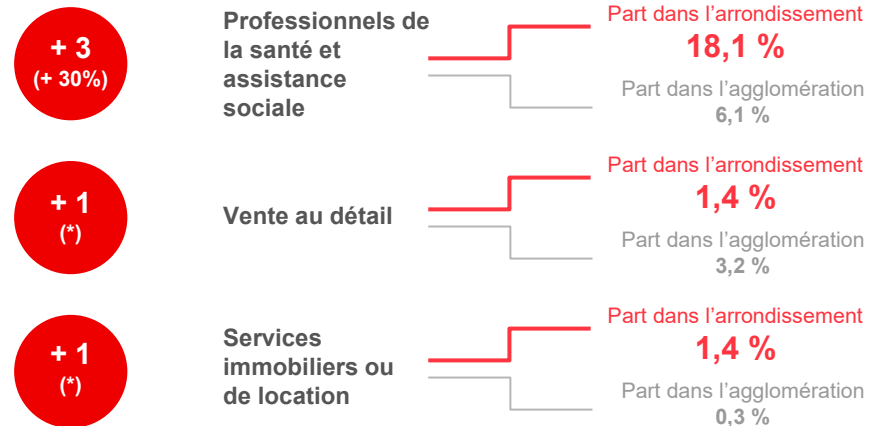 + 3
(+ 30%)
Professionnels de
la santé et
assistance
sociale
Part dans l’arrondissement
18,1 %
Part dans l’agglomération
6,1 %
+ 1
(*)
Vente au détail
Part dans l’arrondissement
1,4 %
Part dans l’agglomération
3,2 %
+ 1
(*)
Services
immobiliers ou
de location
Part dans l’arrondissement
1,4 %
Part dans l’agglomération
0,3 %